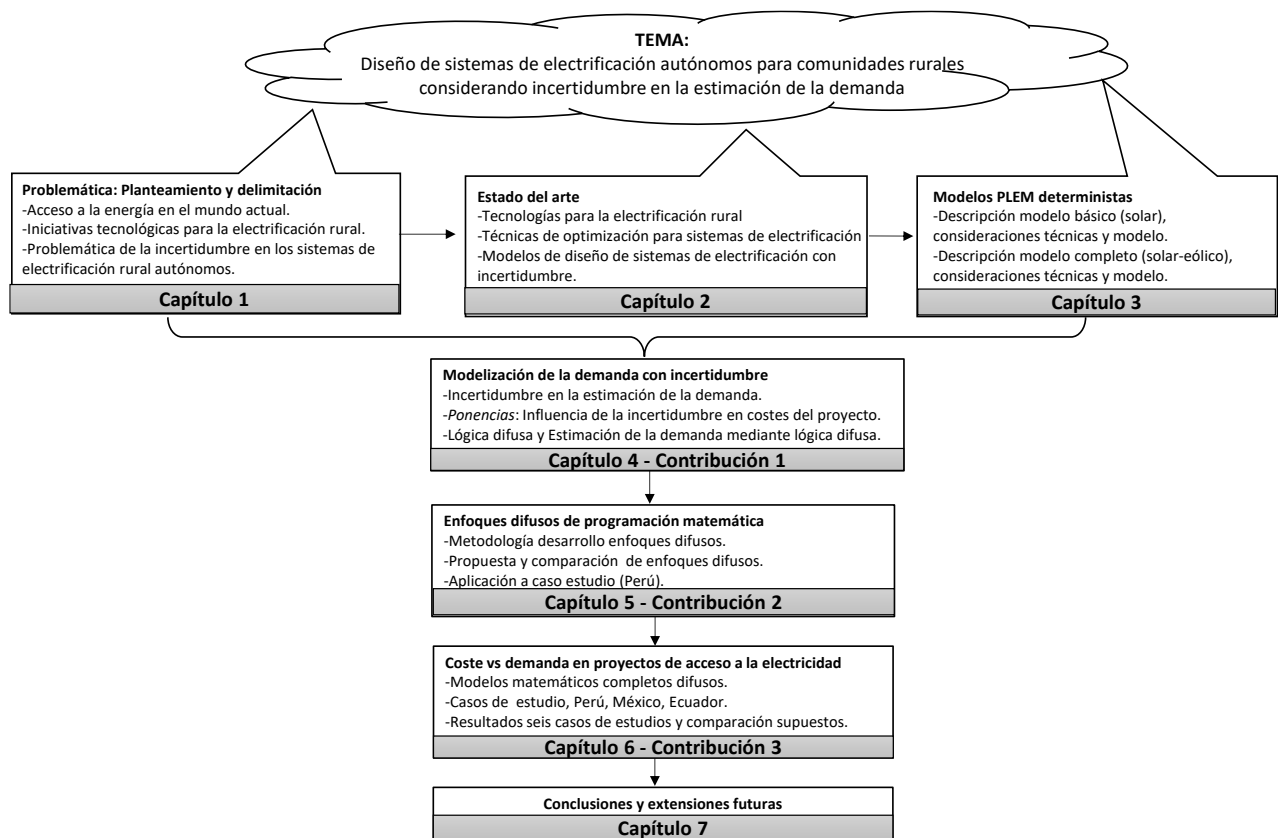 TEMA:
Diseño de sistemas de electrificación autónomos para comunidades rurales
considerando incertidumbre en la estimación de la demanda
Problemática: Planteamiento y delimitación
-Acceso a la energía en el mundo actual.
-Iniciativas tecnológicas para la electrificación rural.
-Problemática de la incertidumbre en los sistemas de
electrificación rural autónomos.
Capítulo 1
Estado del arte
-Tecnologías para la electrificación rural
-Técnicas de optimización para sistemas de electrificación
-Modelos de diseño de sistemas de electrificación con
incertidumbre.
Capítulo 2
Modelos PLEM deterministas
-Descripción modelo básico (solar),
consideraciones técnicas y modelo.
-Descripción modelo completo (solar-eólico),
consideraciones técnicas y modelo.
Capítulo 3
Modelización de la demanda con incertidumbre
-Incertidumbre en la estimación de la demanda.
-Ponencias: Influencia de la incertidumbre en costes del proyecto.
-Lógica difusa y Estimación de la demanda mediante lógica difusa.
Capítulo 4 - Contribución 1
Enfoques difusos de programación matemática
-Metodología desarrollo enfoques difusos.
-Propuesta y comparación de enfoques difusos.
-Aplicación a caso estudio (Perú).
Capítulo 5 - Contribución 2
Coste vs demanda en proyectos de acceso a la electricidad
-Modelos matemáticos completos difusos.
-Casos de estudio, Perú, México, Ecuador.
-Resultados seis casos de estudios y comparación supuestos.
Capítulo 6 - Contribución 3
Conclusiones y extensiones futuras
Capítulo 7